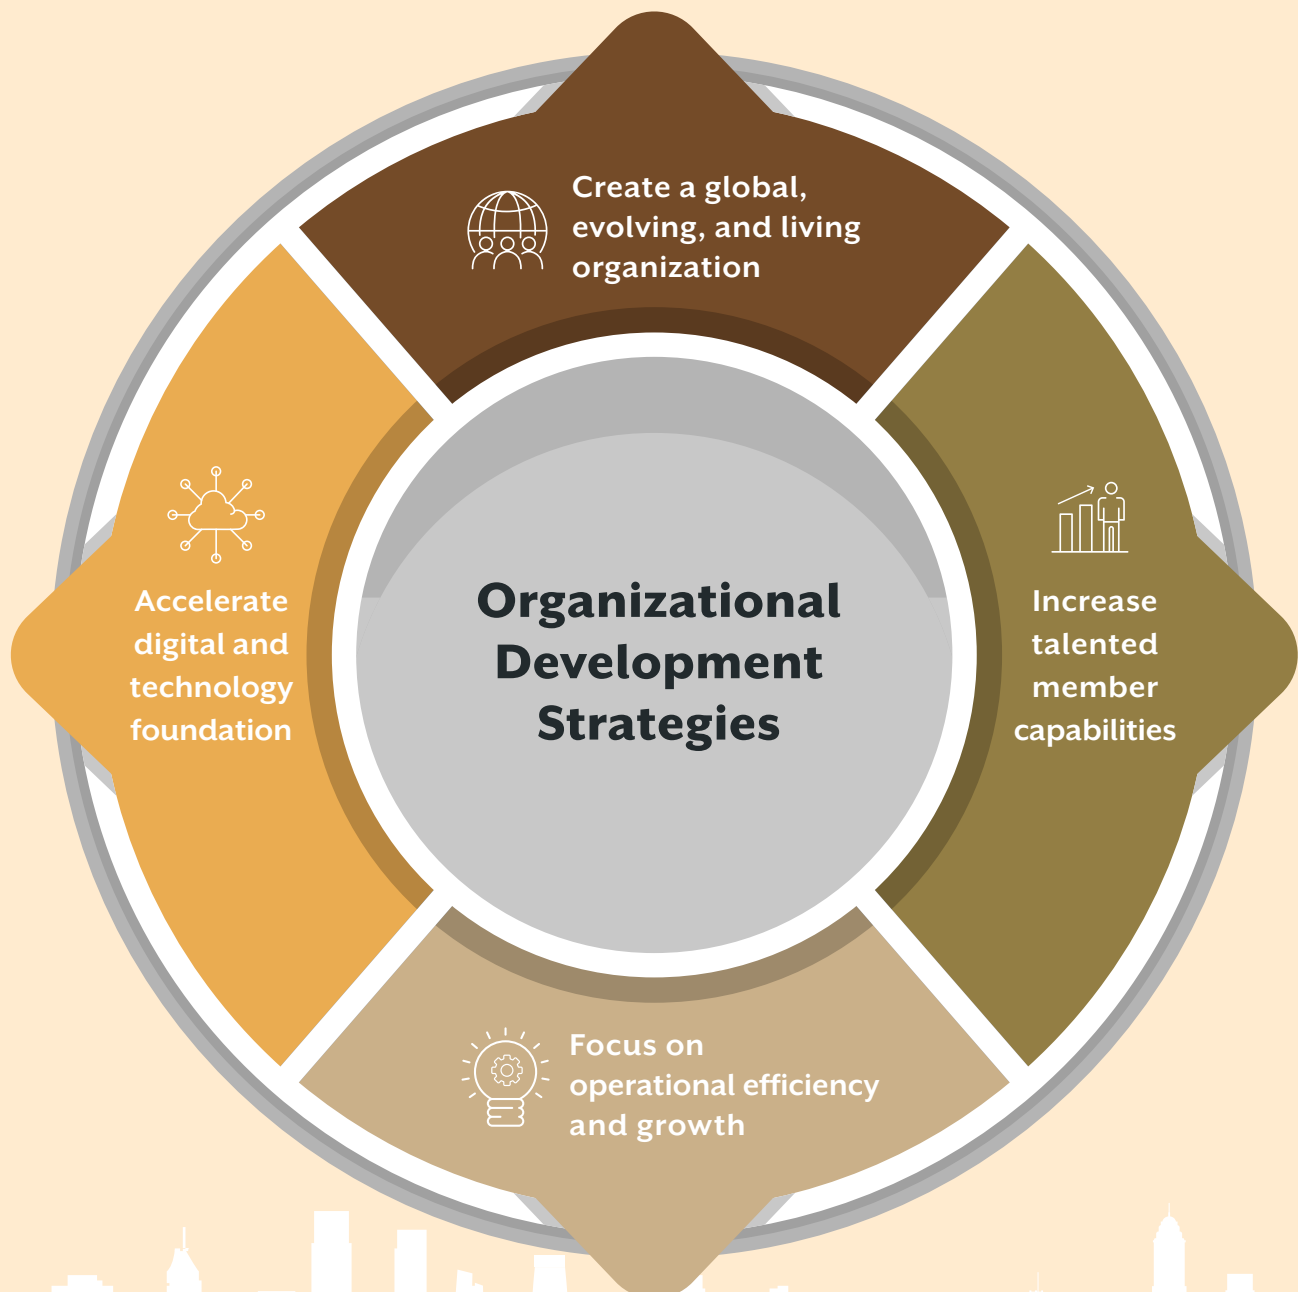 Create a global,
evolving, and living
organization
Accelerate
digital and
technology
foundation
Organizational
Development
Strategies
Increase
talented
member
capabilities
Focus on
operational efficiency
and growth